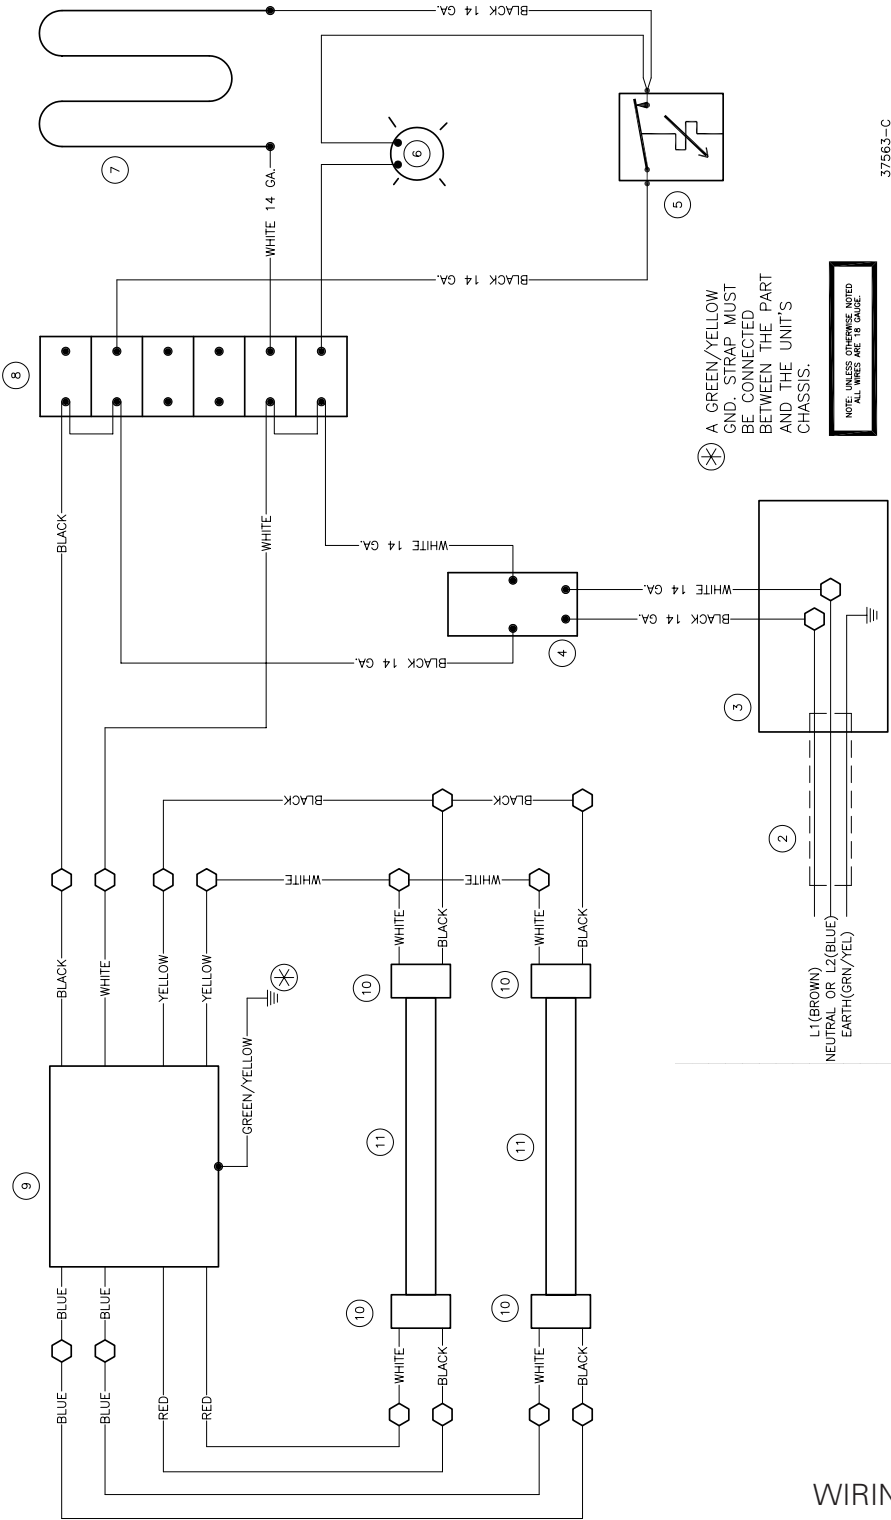 BLACK 14 GA.
7
WHITE 14 GA.
6
5
37563-C
BLACK 14 GA.
8
A GREEN/YELLOW
GND. STRAP MUST
BE CONNECTED
BETWEEN THE PART
AND THE UNIT'S
CHASSIS.
NOTE: UNLESS OTHERWISE NOTED
ALL WIRES ARE 18 GAUGE.
BLACK
WHITE
WHITE 14 GA.
WHITE 14 GA.
BLACK 14 GA.
BLACK 14 GA.
4
3
2
L1(BROWN)
NEUTRAL OR L2(BLUE)
EARTH(GRN/YEL)
BLACK
BLACK
WHITE
WHITE
WHITE
BLACK
WHITE
BLACK
BLACK
WHITE
YELLOW
YELLOW
10
10
GREEN/YELLOW
9
11
11
10
10
BLUE
BLUE
WHITE
BLACK
WHITE
BLACK
BLUE
BLUE
RED
RED
WIRIN